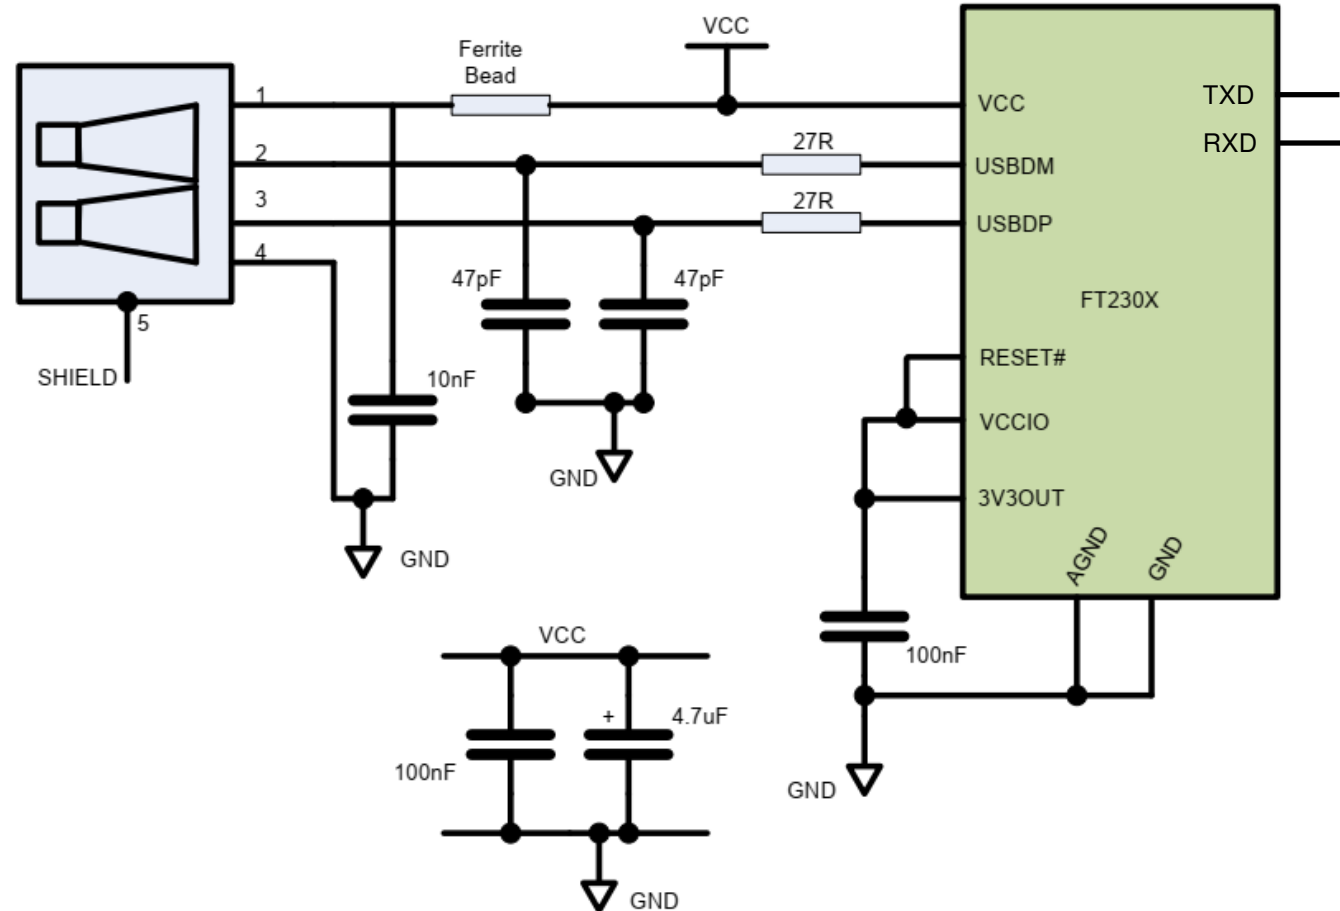 VCC
Ferrite
Bead
1
VCC
TXD
27R
RXD
2
USBDM
27R
3
USBDP
4
47pF
47pF
FT230X
5
SHIELD
RESET#
10nF
VCCIO
GND
3V3OUT
GND
AGND
GND
VCC
100nF
+
4.7uF
100nF
GND
GND